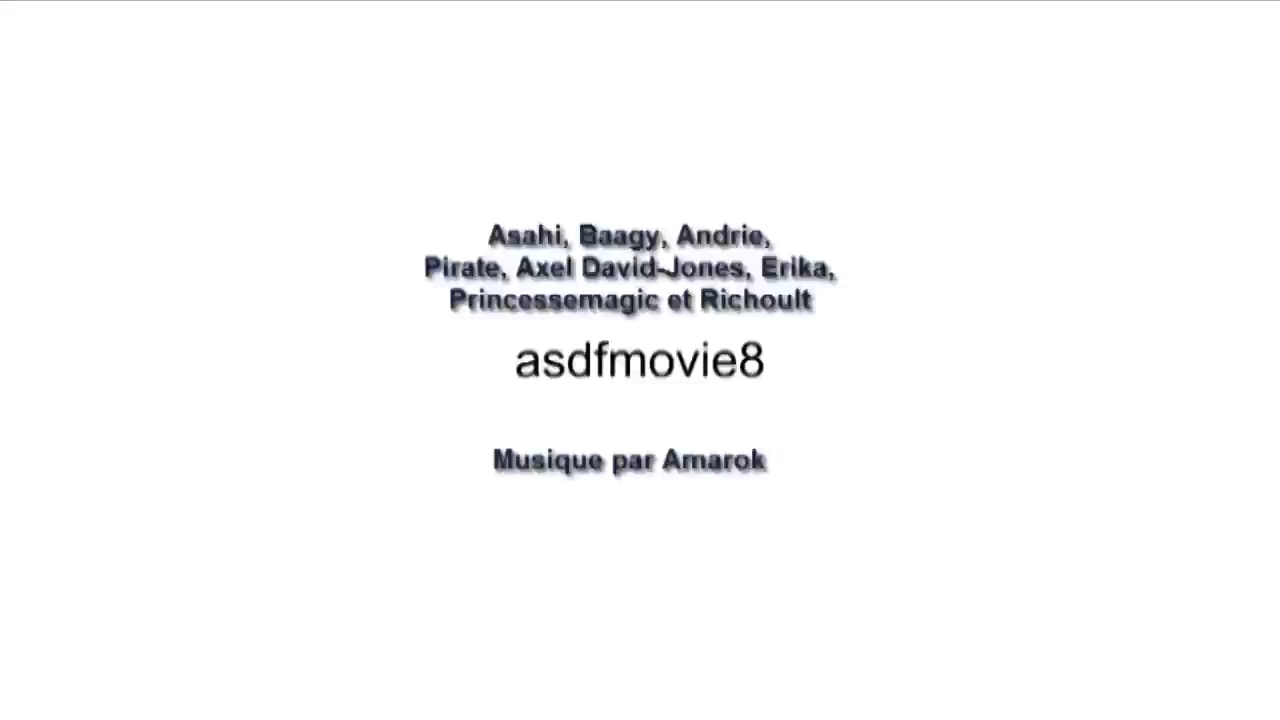 Asahi, Baagy, Andrie,
Pirate, Axel David-Jones, Erika,
Princessemagic et Richoult
asdfmovie8
Musique par Amarok